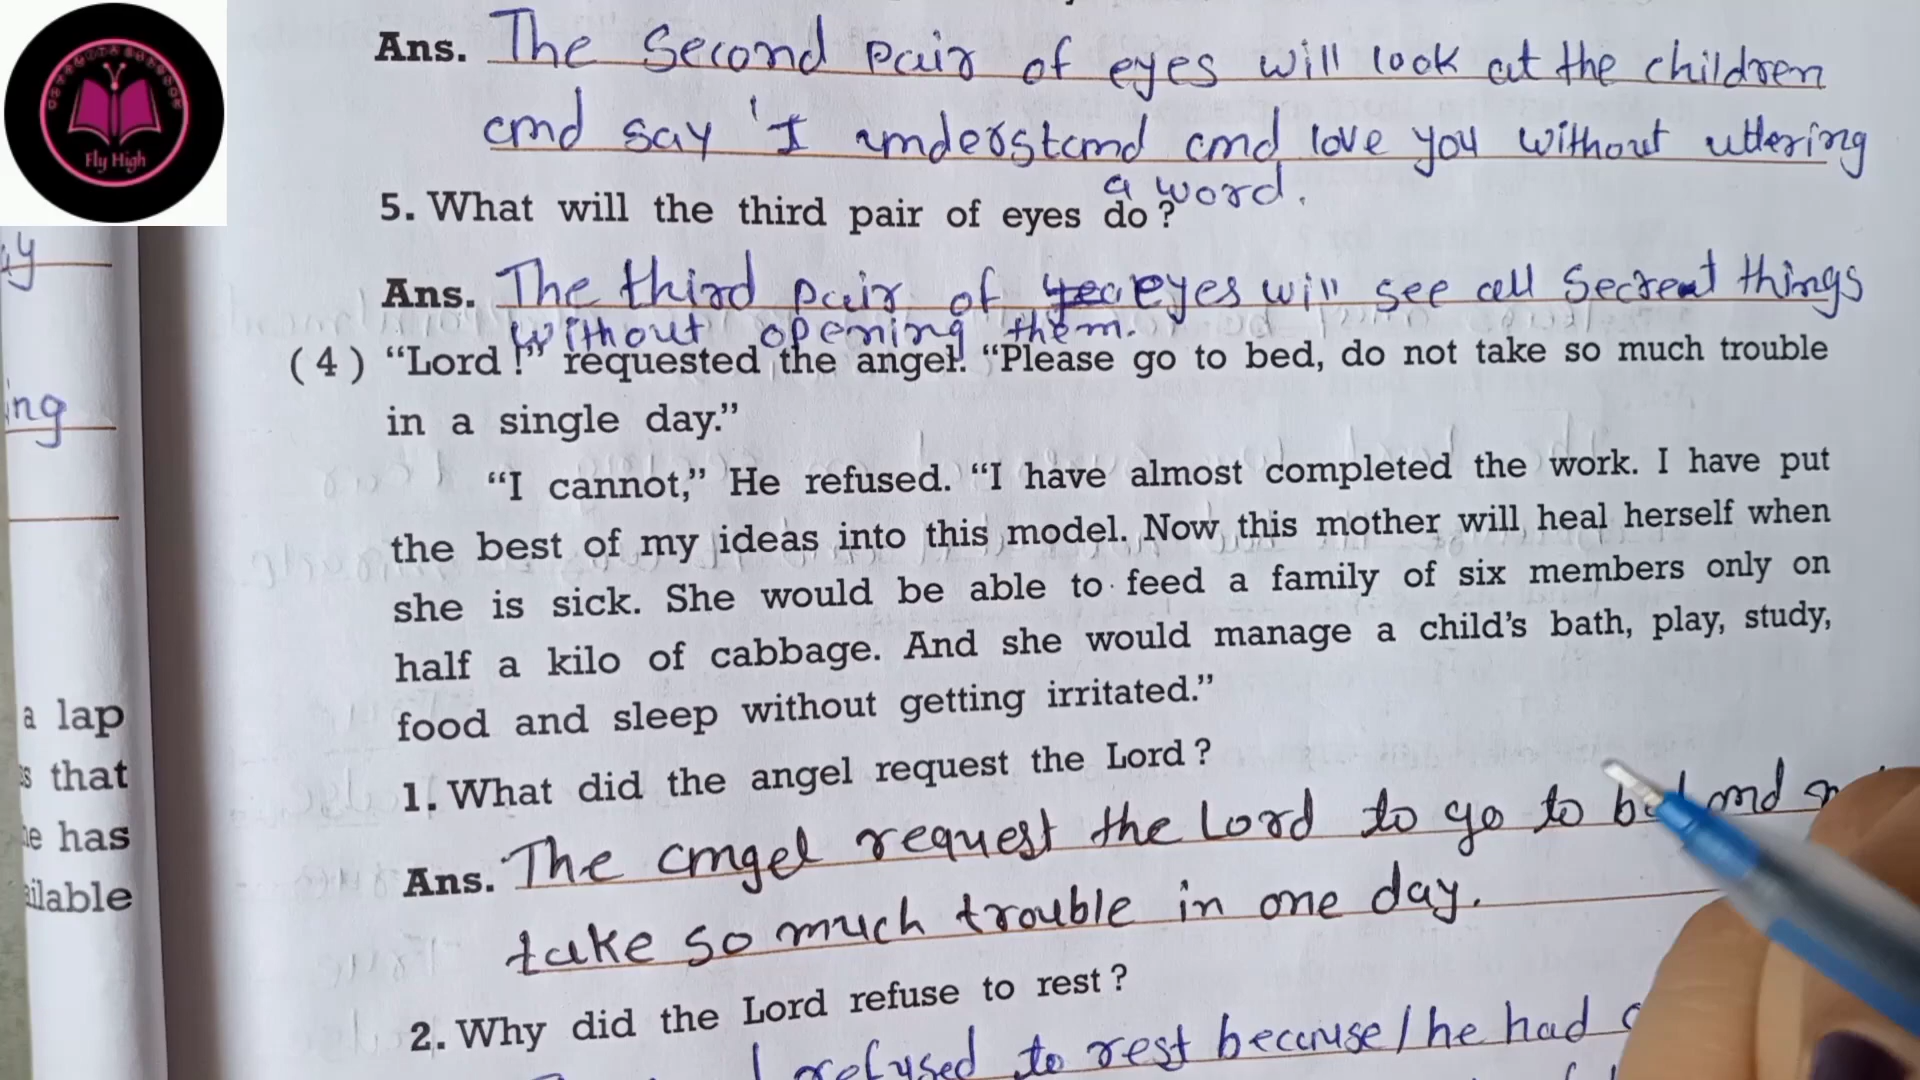 Fly High
Ans. The second pair of eyes will look at the children
and say 'I understand and love you without uttering
a word.
5. What will the third pair of eyes do ?
Ans. The third pair of eyes will see all secreat things
without opening them.
(4) “Lord !” requested the angel. “Please go to bed, do not take so much trouble
in a single day.”
“I cannot,” He refused. “I have almost completed the work. I have put
the best of my ideas into this model. Now this mother will heal herself when
she is sick. She would be able to feed a family of six members only on
half a kilo of cabbage. And she would manage a child’s bath, play, study,
food and sleep without getting irritated.”
1. What did the angel request the Lord ?
Ans. The angel request the Lord to go to bed and
take so much trouble in one day.
2. Why did the Lord refuse to rest ?
refused to rest because / he had
ing
a lap
that
has